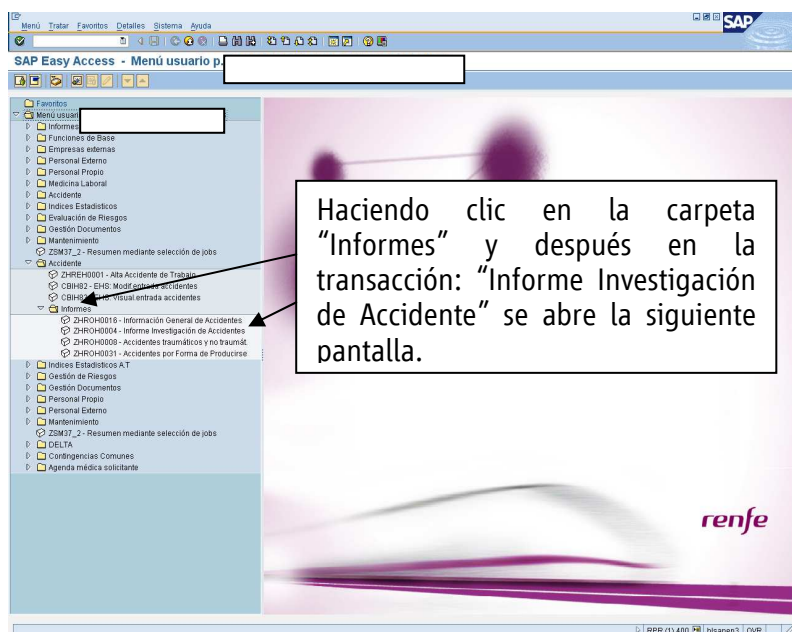 Menú Tratar Favoritos Detalles Sistema Ayuda
SAP
SAP Easy Access - Menú usuario p.
Favoritos
Menú usuari
Informes
Funciones de Base
Empresas externas
Personal Externo
Personal Propio
Medicina Laboral
Accidente
Indices Estadísticos
Evaluación de Riesgos
Gestión Documentos
Mantenimiento
ZSM37_2 - Resumen mediante selección de jobs
Accidente
ZHREH0001 - Alta Accidente de Trabajo
CBIH82 - EHS: Modif.entrada accidentes
EHS: Visual.entrada accidentes
Informes
ZHROH0016 - Información General de Accidentes
ZHROH0004 - Informe Investigación de Accidentes
ZHROH0008 - Accidentes traumáticos y no traumát.
ZHROH0031 - Accidentes por Forma de Producirse
Indices Estadísticos A.T
Gestión de Riesgos
Gestión Documentos
Personal Propio
Personal Externo
Mantenimiento
ZSM37_2 - Resumen mediante selección de jobs
DELTA
Contingencias Comunes
Agenda médica solicitante
Haciendo clic en la carpeta
“Informes” y después en la
transacción: “Informe Investigación
de Accidente” se abre la siguiente
pantalla.
renfe
RPR (1) 400 blsanen3 OVR